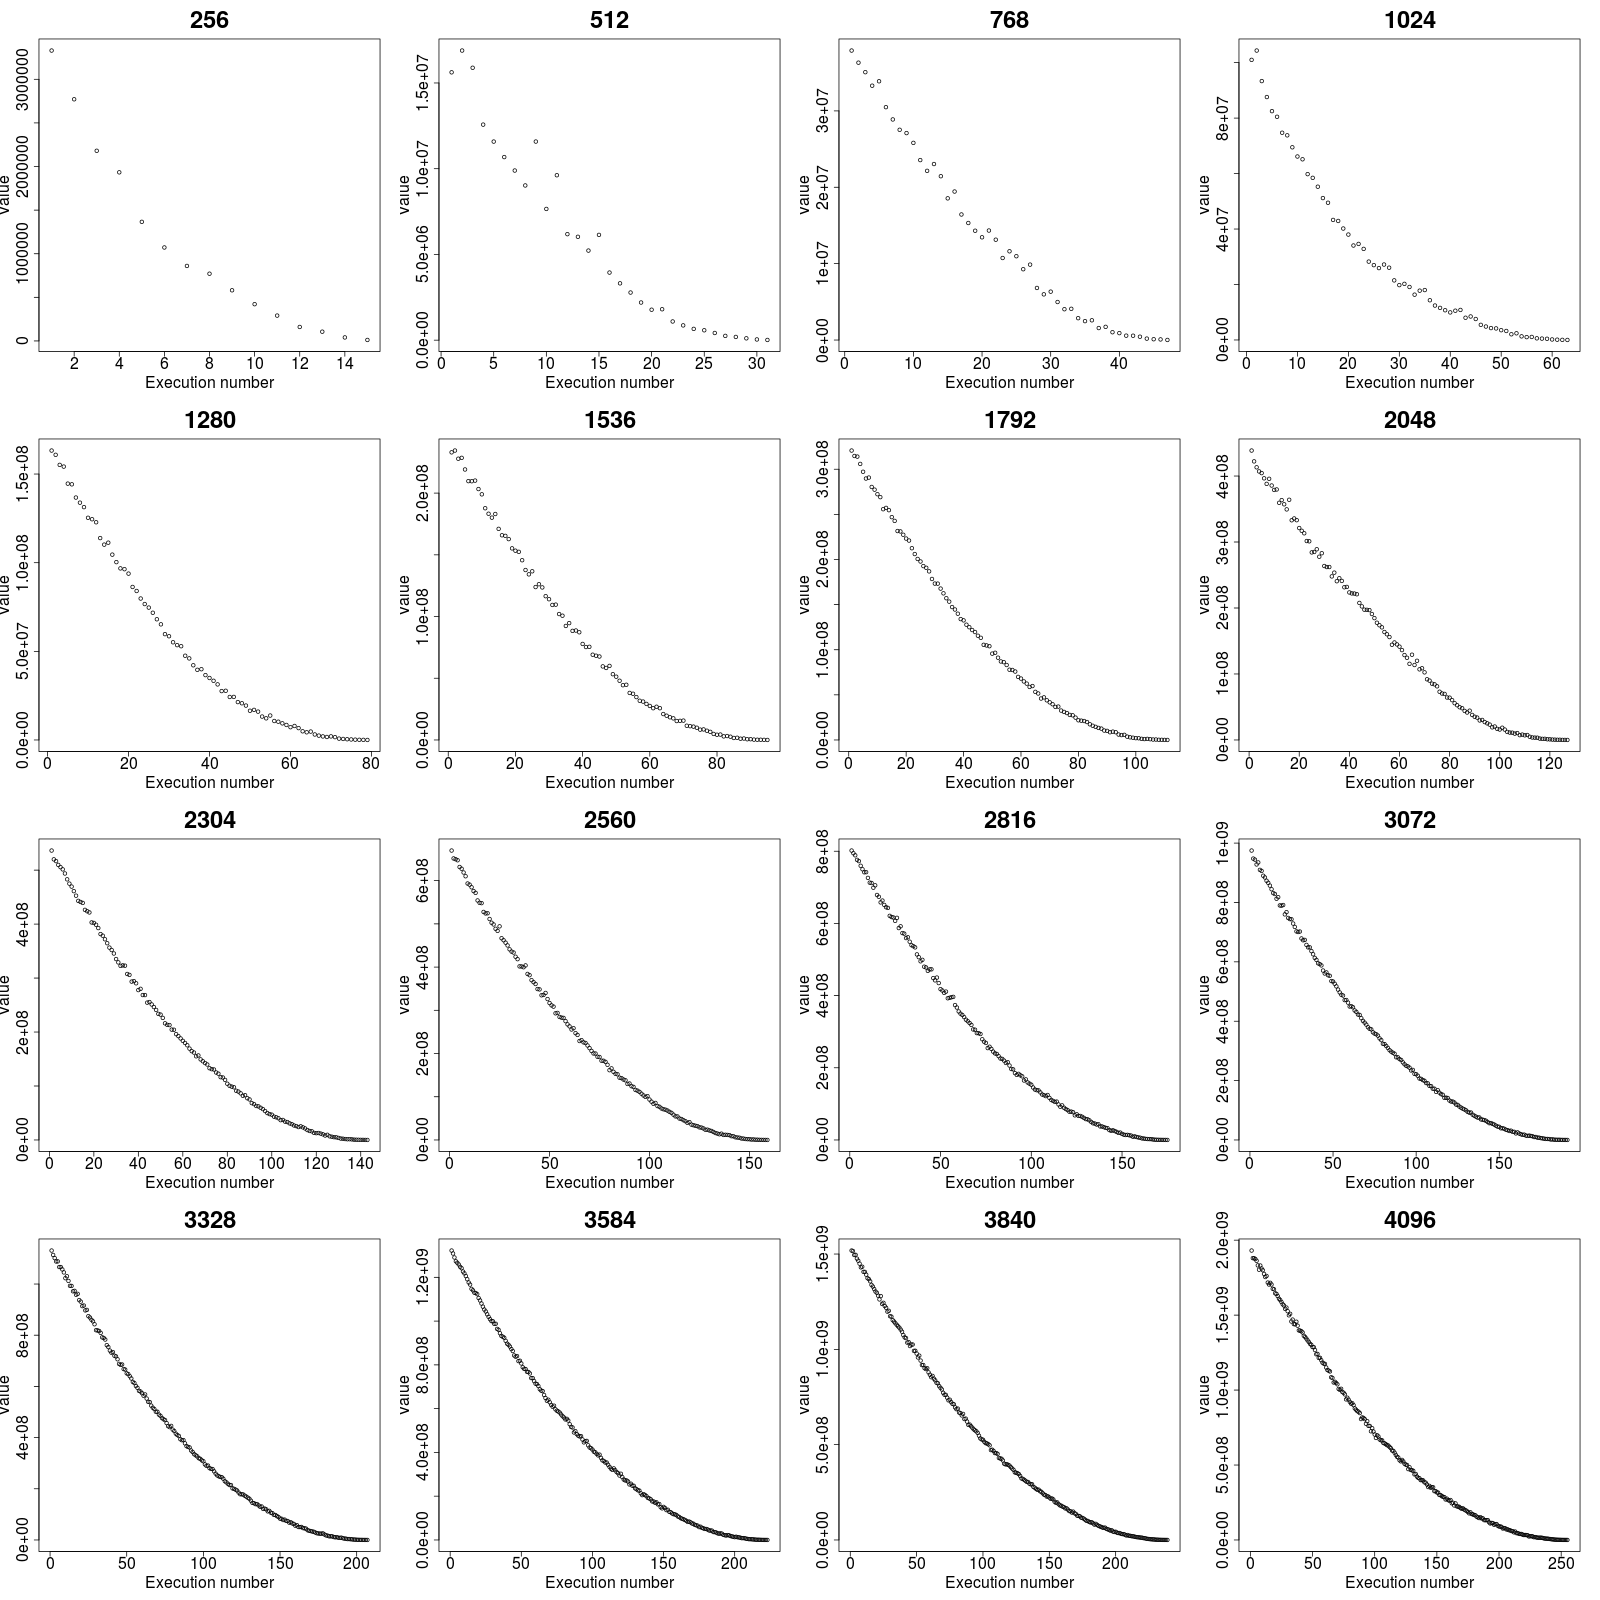 256 512 768 1024
value 0 1000000 2000000 3000000
2 4 6 8 10 12 14
Execution number
value 0.0e+00 5.0e+06 1.0e+07 1.5e+07
0 5 10 15 20 25 30
Execution number
value 0e+00 1e+07 2e+07 3e+07
0 10 20 30 40
Execution number
value 0e+00 4e+07 8e+07
0 10 20 30 40 50 60
Execution number
1280 1536 1792 2048
value 0.0e+00 5.0e+07 1.0e+08 1.5e+08
0 20 40 60 80
Execution number
value 0.0e+00 1.0e+08 2.0e+08
0 20 40 60 80
Execution number
value 0.0e+00 1.0e+08 2.0e+08 3.0e+08
0 20 40 60 80 100
Execution number
value 0e+00 1e+08 2e+08 3e+08 4e+08
0 20 40 60 80 100 120
Execution number
2304 2560 2816 3072
value 0e+00 2e+08 4e+08
0 20 40 60 80 100 120 140
Execution number
value 0e+00 2e+08 4e+08 6e+08
0 50 100 150
Execution number
value 0e+00 2e+08 4e+08 6e+08 8e+08
0 50 100 150
Execution number
value 0e+00 2e+08 4e+08 6e+08 8e+08 1e+09
0 50 100 150
Execution number
3328 3584 3840 4096
value 0e+00 4e+08 8e+08
0 50 100 150 200
Execution number
value 0.0e+00 4.0e+08 8.0e+08 1.2e+09
0 50 100 150 200
Execution number
value 0.0e+00 5.0e+08 1.0e+09 1.5e+09
0 50 100 150 200
Execution number
value 0.0e+00 5.0e+08 1.0e+09 1.5e+09 2.0e+09
0 50 100 150 200 250
Execution number